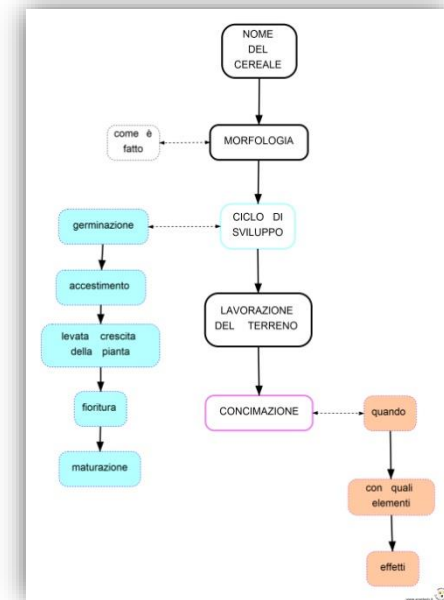 NOME
DEL
CEREALE
come è
fatto
MORFOLOGIA
germinazione
CICLO DI
SVILUPPO
accestimento
levata crescita
della pianta
LAVORAZIONE
DEL TERRENO
fioritura
CONCIMAZIONE
quando
maturazione
con quali
elementi
effetti